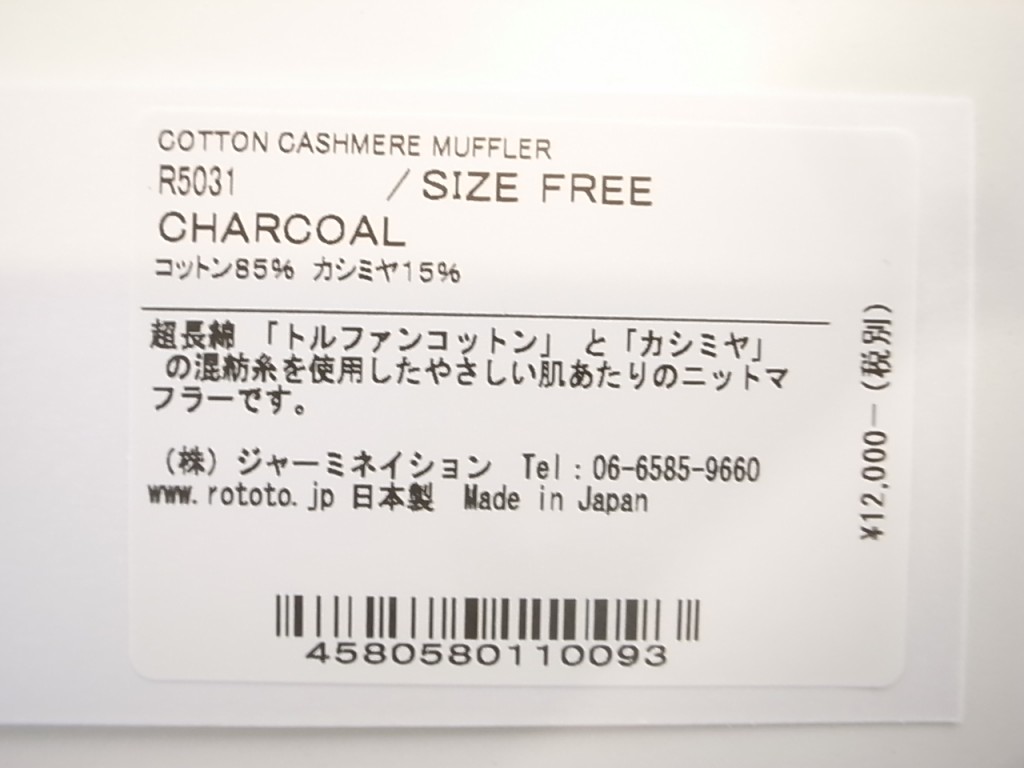 COTTON CASHMERE MUFFLER
R5031 / SIZE FREE
CHARCOAL
コットン85% カシミヤ15%
超長綿 「トルファンコットン」 と「カシミヤ」
の混紡糸を使用したやさしい肌あたりのニットマ
フラーです。
(株) ジャーミネイション Tel:06-6585-9660
www.rototo.jp 日本製 Made in Japan
¥12,000－(税別)
4580580110093